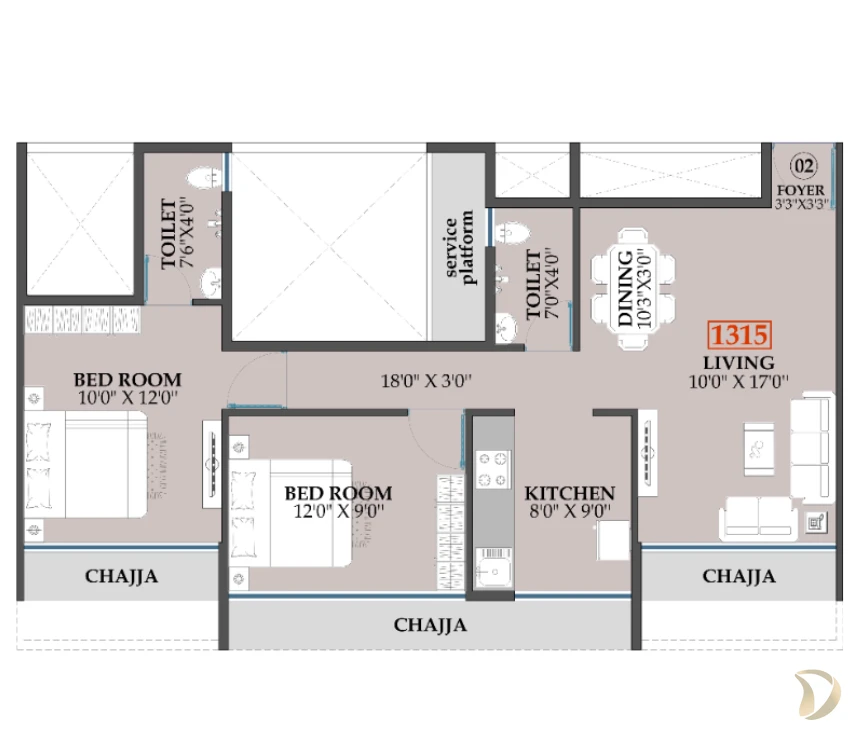 02
FOYER
3'3"X3'3"
TOILET
7'6"X4'0"
service
platform
TOILET
7'0"X4'0"
DINING
10'3"X3'0"
1315
LIVING
10'0" X 17'0"
BED ROOM
10'0" X 12'0"
18'0" X 3'0"
BED ROOM
12'0" X 9'0"
KITCHEN
8'0" X 9'0"
CHAJJA
CHAJJA
CHAJJA